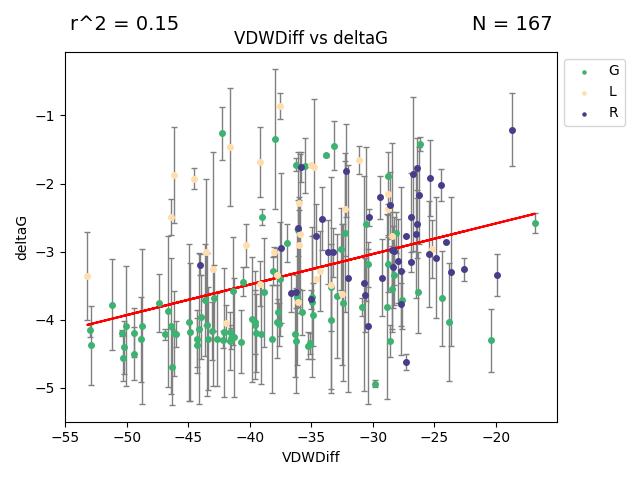 r^2 = 0.15
N = 167
VDWDiff vs deltaG
G
L
R
deltaG
−1
−2
−3
−4
−5
−55
−50
−45
−40
−35
−30
−25
−20
VDWDiff